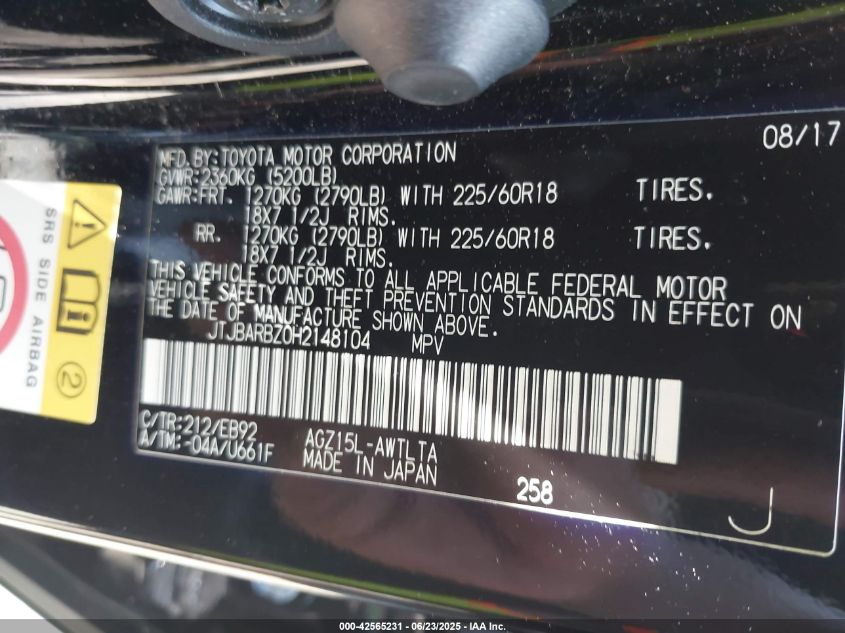 08/17
MFD.BY:TOYOTA MOTOR CORPORATION
GVWR:2360KG (5200LB)
GAWR:FRT. 1270KG (2790LB) WITH 225/60R18 TIRES.
18X7 1/2J RIMS.
RR. 1270KG (2790LB) WITH 225/60R18 TIRES.
18X7 1/2J RIMS.
THIS VEHICLE CONFORMS TO ALL APPLICABLE FEDERAL MOTOR
VEHICLE SAFETY AND THEFT PREVENTION STANDARDS IN EFFECT ON
THE DATE OF MANUFACTURE SHOWN ABOVE.
JTJBARBZ0H2148104 MPV
C/TR:212/EB92
A/TM:-04A/U661F
AGZ15L-AWTLTA
MADE IN JAPAN
258
J
SRS SIDE AIRBAG
2
000-42565231 - 06/23/2025 - IAA Inc.